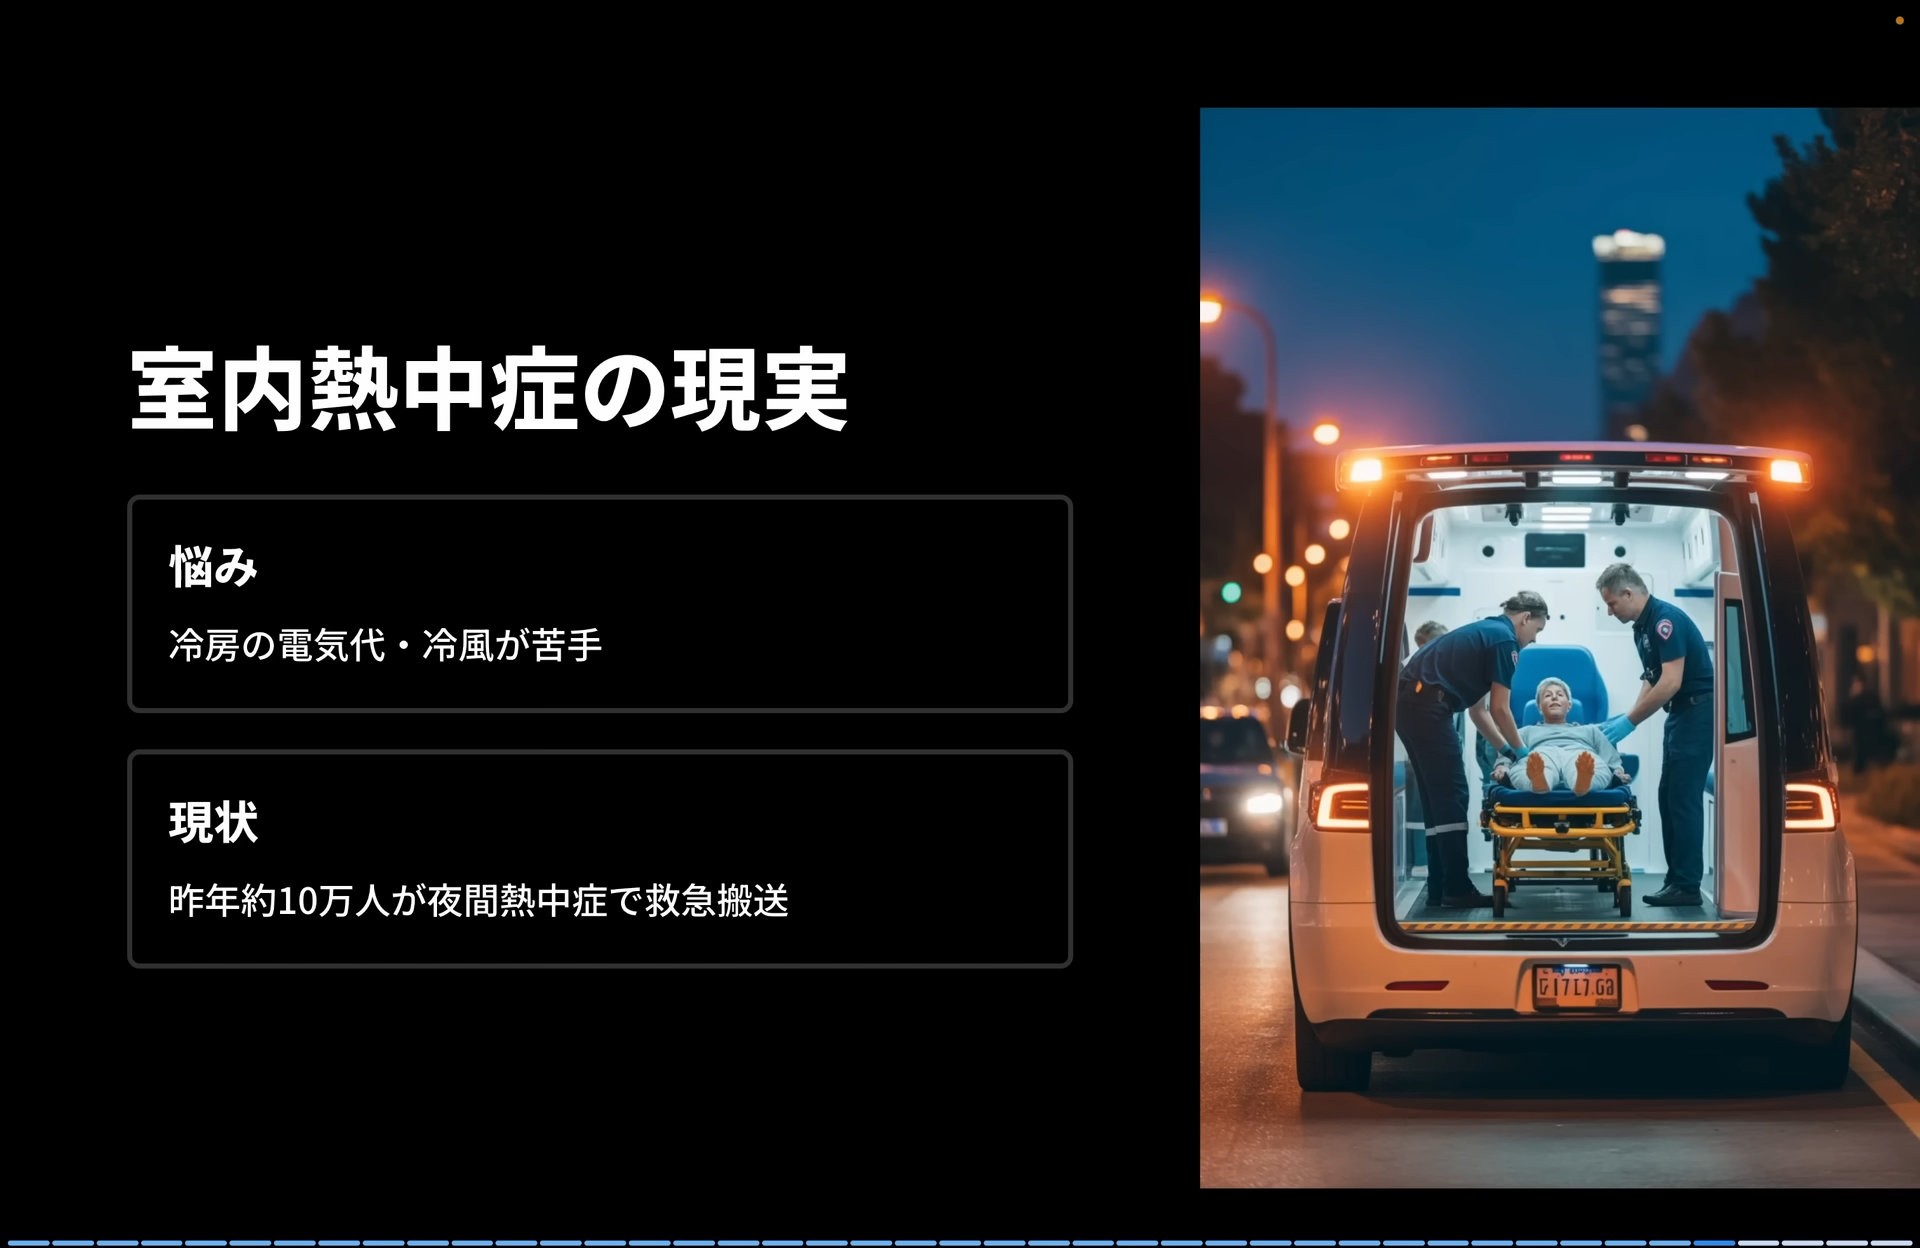 室内熱中症の現実
悩み
冷房の電気代・冷風が苦手
現状
昨年約10万人が夜間熱中症で救急搬送